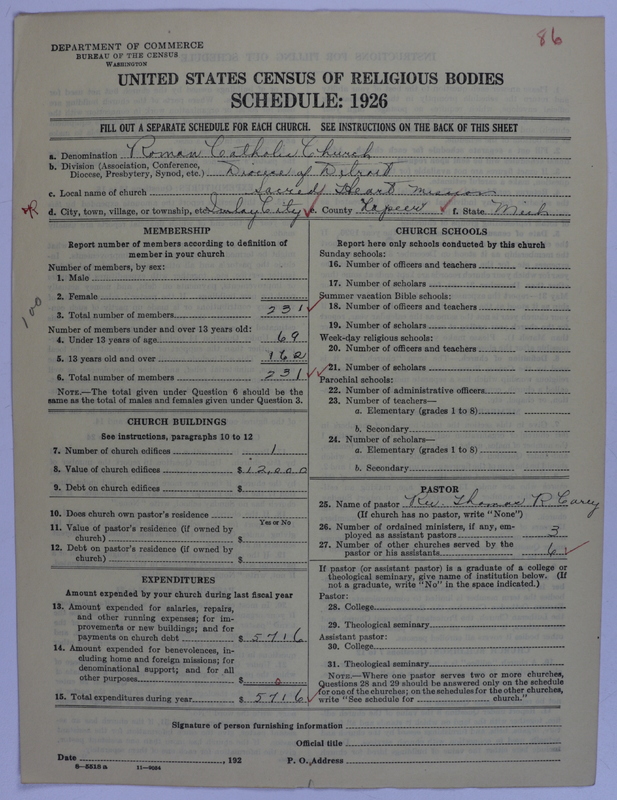 86
DEPARTMENT OF COMMERCE
BUREAU OF THE CENSUS
WASHINGTON
UNITED STATES CENSUS OF RELIGIOUS BODIES
SCHEDULE: 1926
FILL OUT A SEPARATE SCHEDULE FOR EACH CHURCH. SEE INSTRUCTIONS ON THE BACK OF THIS SHEET
a. Denomination Roman Catholic Church
b. Division (Association, Conference,
Diocese, Presbytery, Synod, etc.) Diocese of Detroit
c. Local name of church Sacred Heart Mission
d. City, town, village, or township, etc. Imlay City e. County Lapeer f. State Mich
MEMBERSHIP
Report number of members according to definition of
member in your church
Number of members, by sex:
1. Male
2. Female
3. Total number of members 231
100
Number of members under and over 13 years old:
4. Under 13 years of age 69
5. 13 years old and over 162
6. Total number of members 231
NOTE.—The total given under Question 6 should be the
same as the total of males and females given under Question 3.
CHURCH BUILDINGS
See instructions, paragraphs 10 to 12
7. Number of church edifices 1
8. Value of church edifices $12,000
9. Debt on church edifices $
10. Does church own pastor's residence
Yes or No
11. Value of pastor's residence (if owned by
church) $
12. Debt on pastor's residence (if owned by
church) $
EXPENDITURES
Amount expended by your church during last fiscal year
13. Amount expended for salaries, repairs,
and other running expenses; for im-
provements or new buildings; and for
payments on church debt $5716
14. Amount expended for benevolences, in-
cluding home and foreign missions; for
denominational support; and for all
other purposes $ 0
15. Total expenditures during year $5716
CHURCH SCHOOLS
Report here only schools conducted by this church
Sunday schools:
16. Number of officers and teachers
17. Number of scholars
Summer vacation Bible schools:
18. Number of officers and teachers
19. Number of scholars
Week-day religious schools:
20. Number of officers and teachers
21. Number of scholars
Parochial schools:
22. Number of administrative officers
23. Number of teachers—
a. Elementary (grades 1 to 8)
b. Secondary
24. Number of scholars—
a. Elementary (grades 1 to 8)
b. Secondary
PASTOR
25. Name of pastor Rev. Thomas R Carey
(If church has no pastor, write "None")
26. Number of ordained ministers, if any, em-
ployed as assistant pastors 3
27. Number of other churches served by the
pastor or his assistants 6
If pastor (or assistant pastor) is a graduate of a college or
theological seminary, give name of institution below. (If
not a graduate, write "No" in the space indicated.)
Pastor:
28. College
29. Theological seminary
Assistant pastor:
30. College
31. Theological seminary
NOTE.—Where one pastor serves two or more churches,
Questions 28 and 29 should be answered only on the schedule
for one of the churches; on the schedules for the other churches,
write "See schedule for church."
Signature of person furnishing information
Official title
Date , 192 P. O. Address
8—5515 a 11—9024